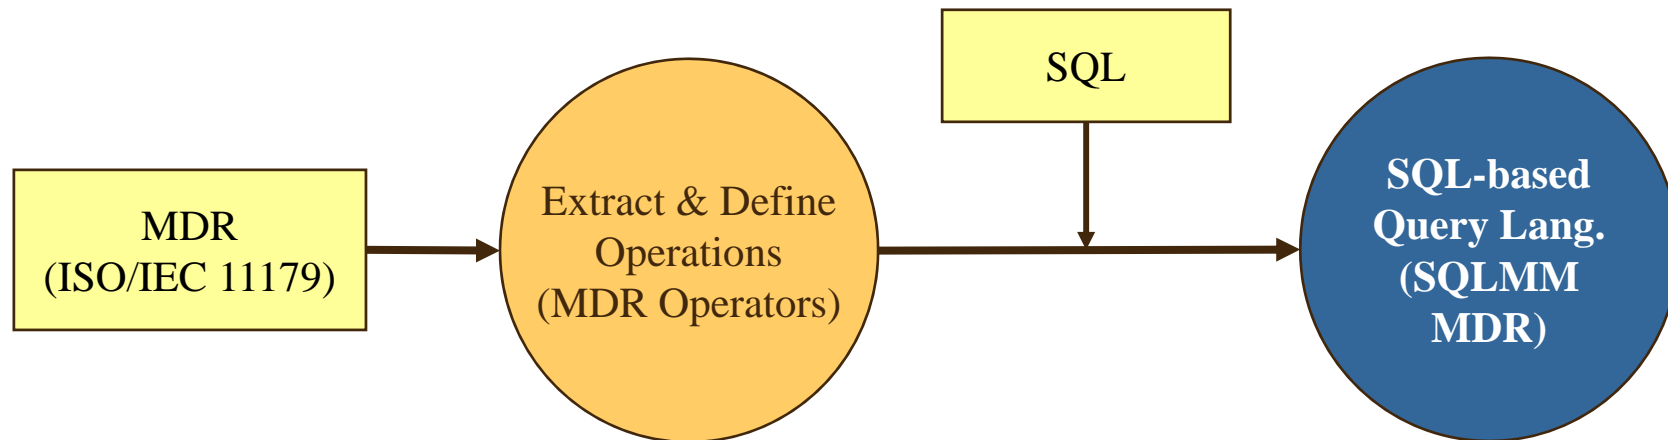 MDR
(ISO/IEC 11179)
Extract & Define
Operations
(MDR Operators)
SQL
SQL-based
Query Lang.
(SQLMM
MDR)